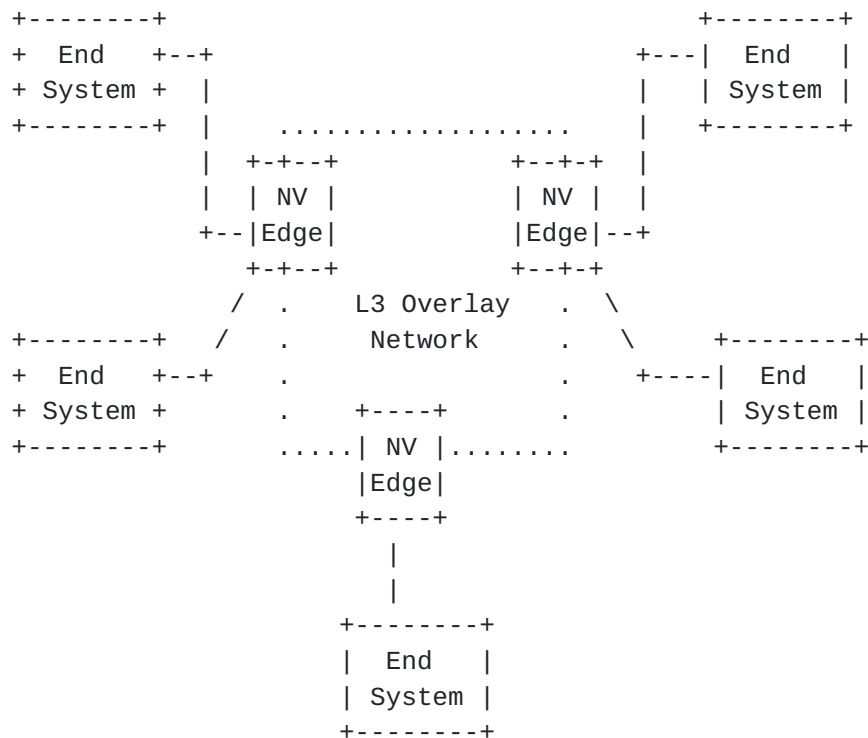 +--------+                                   +--------+
+  End   +--+                           +---|  End   |
+ System +  |                           |   | System |
+--------+  |    ...................    |   +--------+
            |  +-+--+           +--+-+  |
            |  | NV |           | NV |  |
            +--|Edge|           |Edge|--+
               +-+--+           +--+-+
              /  .    L3 Overlay   .  \
+--------+   /   .     Network     .   \     +--------+
+  End   +--+    .                 .    +----|  End   |
+ System +       .    +----+       .         | System |
+--------+       .....| NV |........         +--------+
                      |Edge|
                      +----+
                        |
                        |
                     +--------+
                     |  End   |
                     | System |
                     +--------+